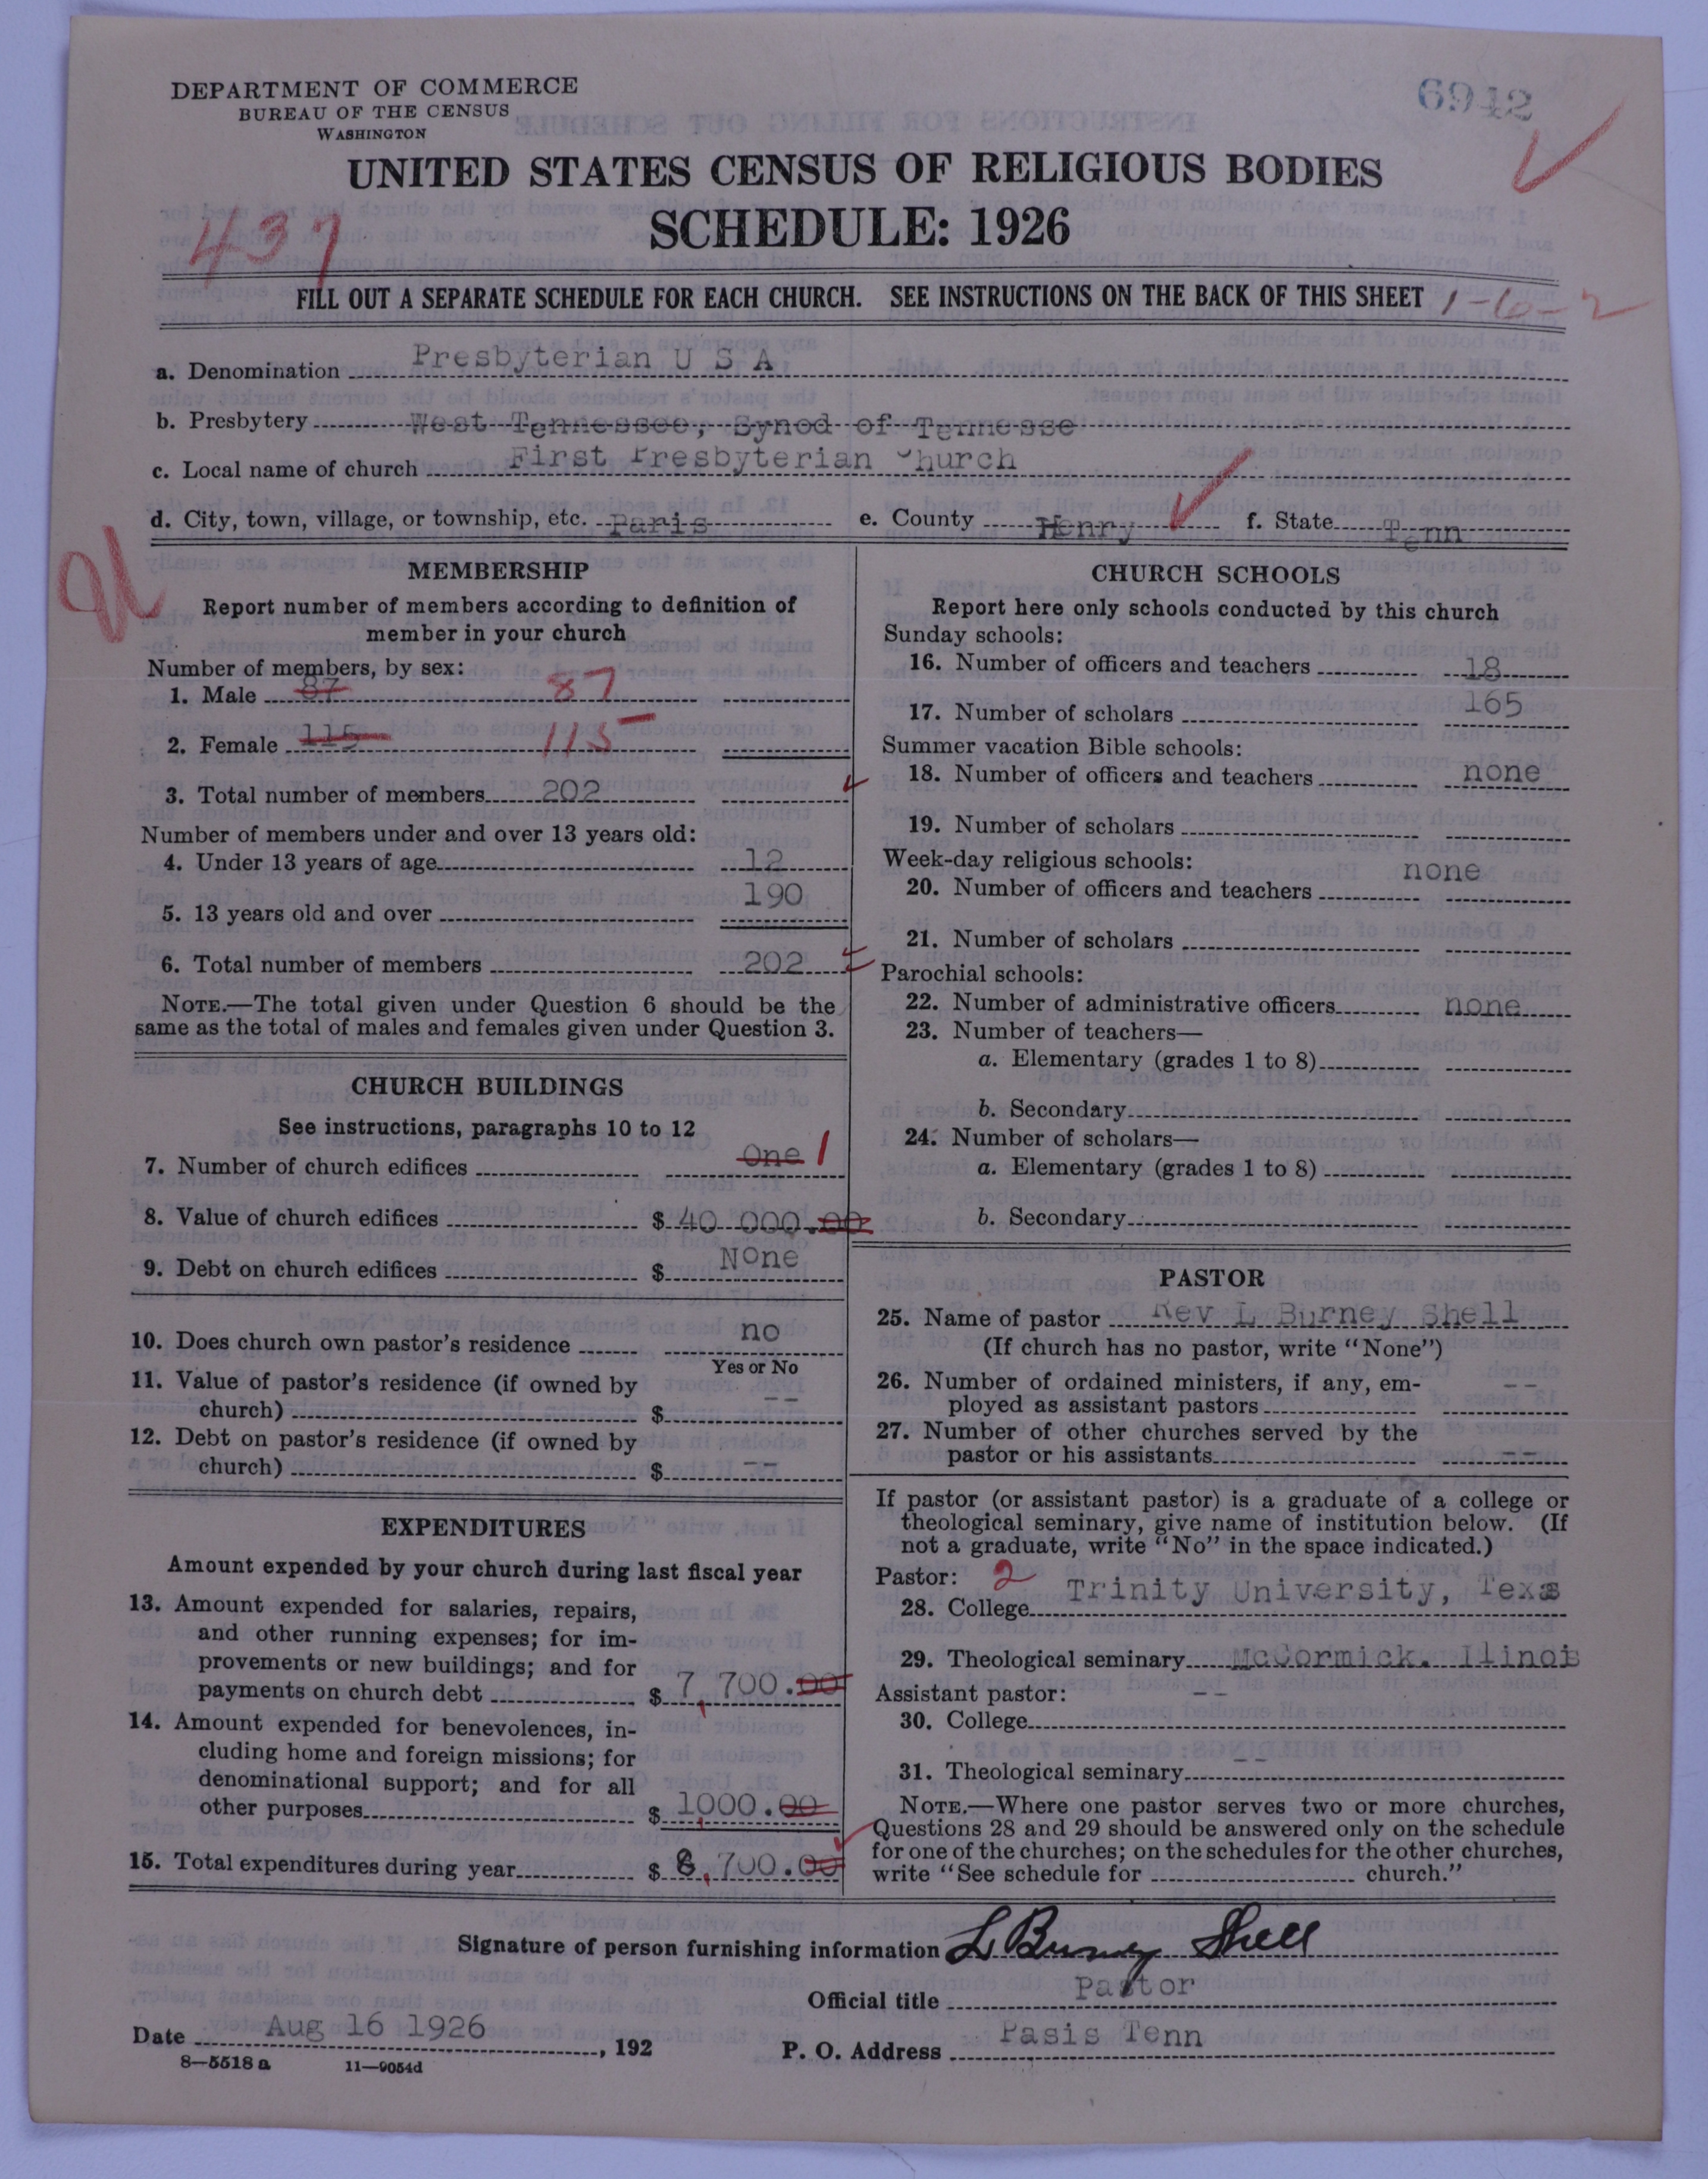 DEPARTMENT OF COMMERCE
BUREAU OF THE CENSUS
WASHINGTON
6942
UNITED STATES CENSUS OF RELIGIOUS BODIES
SCHEDULE: 1926
437
FILL OUT A SEPARATE SCHEDULE FOR EACH CHURCH. SEE INSTRUCTIONS ON THE BACK OF THIS SHEET 1-10-2
a. Denomination Presbyterian U S A
b. Presbytery West Tennessee, Synod of Tennesse
c. Local name of church First Presbyterian Church
d. City, town, village, or township, etc. Paris e. County Henry f. State Tenn
MEMBERSHIP
Report number of members according to definition of
member in your church
Number of members, by sex:
1. Male 87 87
2. Female 115 115
3. Total number of members 202
Number of members under and over 13 years old:
4. Under 13 years of age 12
5. 13 years old and over 190
6. Total number of members 202
NOTE.—The total given under Question 6 should be the
same as the total of males and females given under Question 3.
CHURCH BUILDINGS
See instructions, paragraphs 10 to 12
7. Number of church edifices One 1
8. Value of church edifices $ 40 000.00
9. Debt on church edifices $ NOne
10. Does church own pastor's residence no
Yes or No
11. Value of pastor's residence (if owned by
church) $ --
12. Debt on pastor's residence (if owned by
church) $ --
EXPENDITURES
Amount expended by your church during last fiscal year
13. Amount expended for salaries, repairs,
and other running expenses; for im-
provements or new buildings; and for
payments on church debt $ 7,700.00
14. Amount expended for benevolences, in-
cluding home and foreign missions; for
denominational support; and for all
other purposes $ 1,000.00
15. Total expenditures during year $ 8,700.00
CHURCH SCHOOLS
Report here only schools conducted by this church
Sunday schools:
16. Number of officers and teachers 18
17. Number of scholars 165
Summer vacation Bible schools:
18. Number of officers and teachers none
19. Number of scholars
Week-day religious schools:
20. Number of officers and teachers none
21. Number of scholars
Parochial schools:
22. Number of administrative officers none
23. Number of teachers—
a. Elementary (grades 1 to 8)
b. Secondary
24. Number of scholars—
a. Elementary (grades 1 to 8)
b. Secondary
PASTOR
25. Name of pastor Rev L Burney Shell
(If church has no pastor, write "None")
26. Number of ordained ministers, if any, em-
ployed as assistant pastors --
27. Number of other churches served by the
pastor or his assistants --
If pastor (or assistant pastor) is a graduate of a college or
theological seminary, give name of institution below. (If
not a graduate, write "No" in the space indicated.)
Pastor: 2
28. College Trinity University, Texas
29. Theological seminary McCormick. Ilinois
Assistant pastor: --
30. College
31. Theological seminary --
NOTE.—Where one pastor serves two or more churches,
Questions 28 and 29 should be answered only on the schedule
for one of the churches; on the schedules for the other churches,
write "See schedule for church."
Signature of person furnishing information L Burney Shell
Official title Pastor
Date Aug 16 1926, 192 P. O. Address Pasis Tenn
8—5518 a 11—9054d